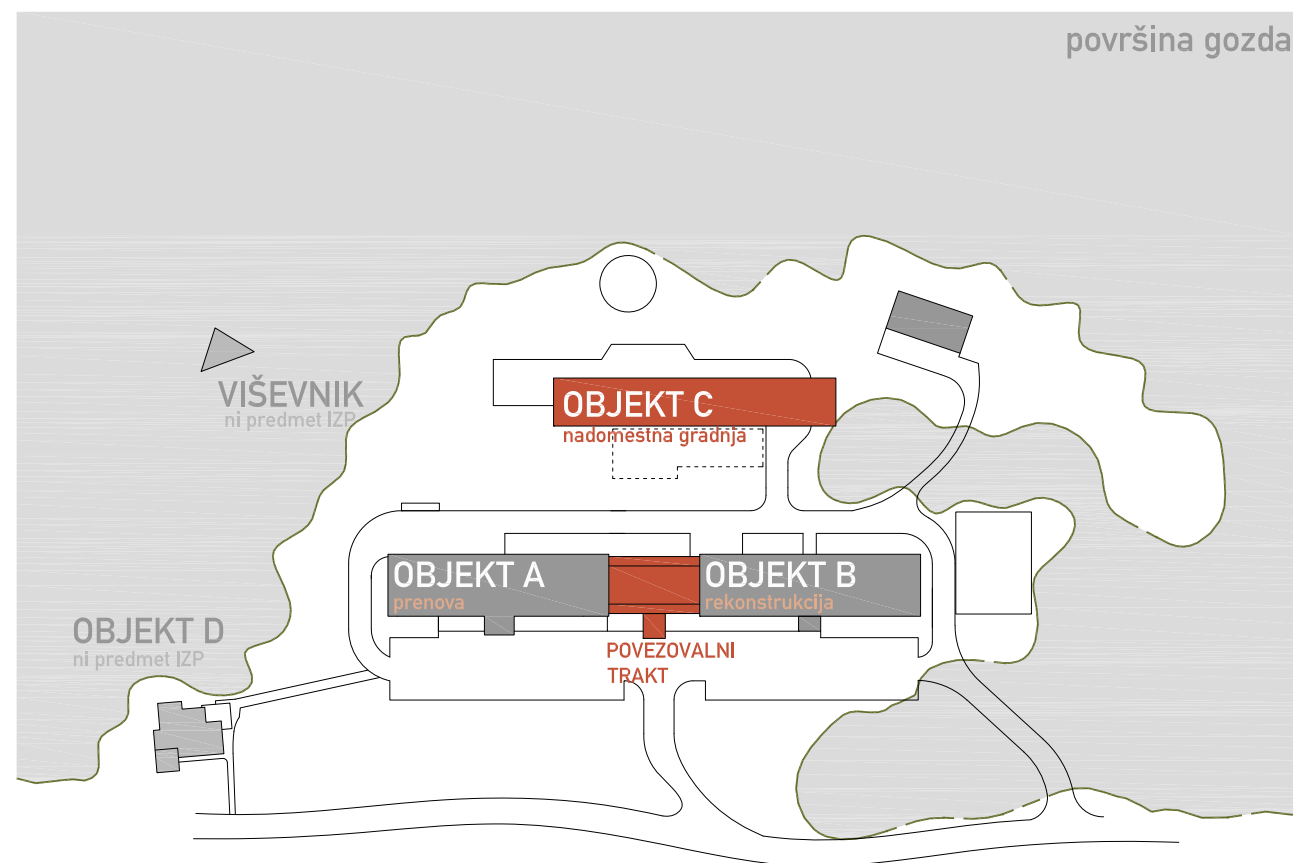 površina gozda
VIŠEVNIK
ni predmet IZP
OBJEKT C
nadomestna gradnja
OBJEKT A
prenova
OBJEKT B
rekonstrukcija
OBJEKT D
ni predmet IZP
POVEZOVALNI
TRAKT